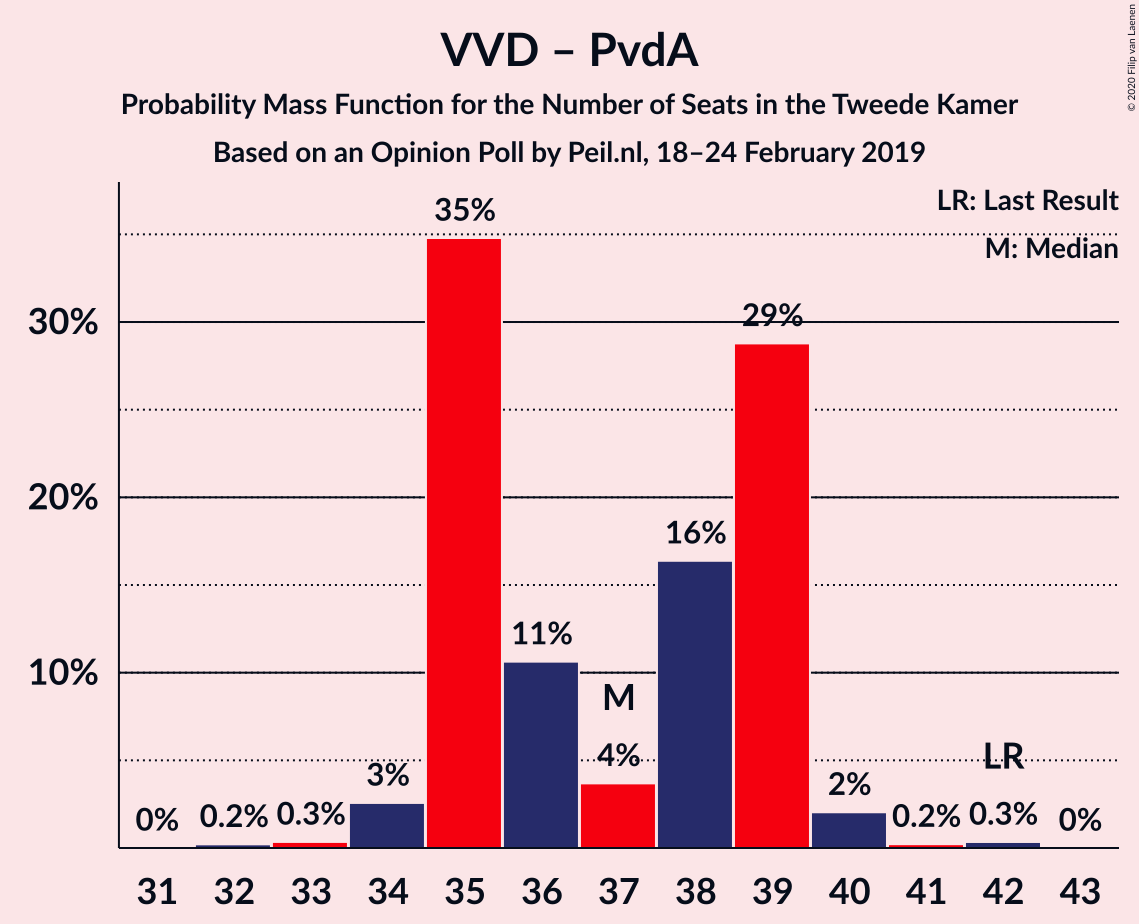 VVD – PvdA
Probability Mass Function for the Number of Seats in the Tweede Kamer
Based on an Opinion Poll by Peil.nl, 18–24 February 2019
© 2020 Filip van Laenen
LR: Last Result
M: Median
30%
20%
10%
0%
0.2%
0.3%
3%
35%
11%
M
4%
16%
29%
2%
0.2%
LR
0.3%
0%
31 32 33 34 35 36 37 38 39 40 41 42 43